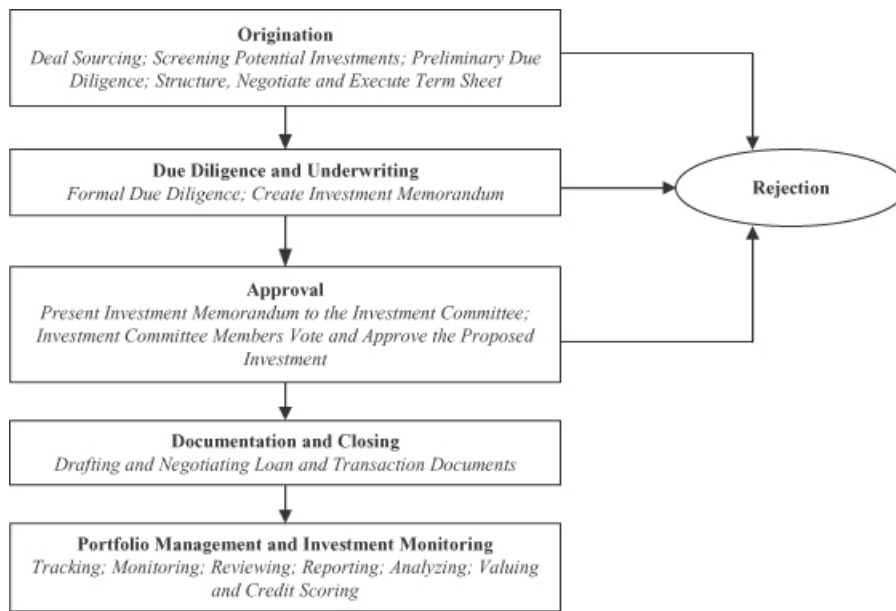 Origination
Deal Sourcing; Screening Potential Investments; Preliminary Due
Diligence; Structure, Negotiate and Execute Term Sheet
Due Diligence and Underwriting
Formal Due Diligence; Create Investment Memorandum
Rejection
Approval
Present Investment Memorandum to the Investment Committee;
Investment Committee Members Vote and Approve the Proposed
Investment
Documentation and Closing
Drafting and Negotiating Loan and Transaction Documents
Portfolio Management and Investment Monitoring
Tracking; Monitoring; Reviewing; Reporting; Analyzing; Valuing
and Credit Scoring